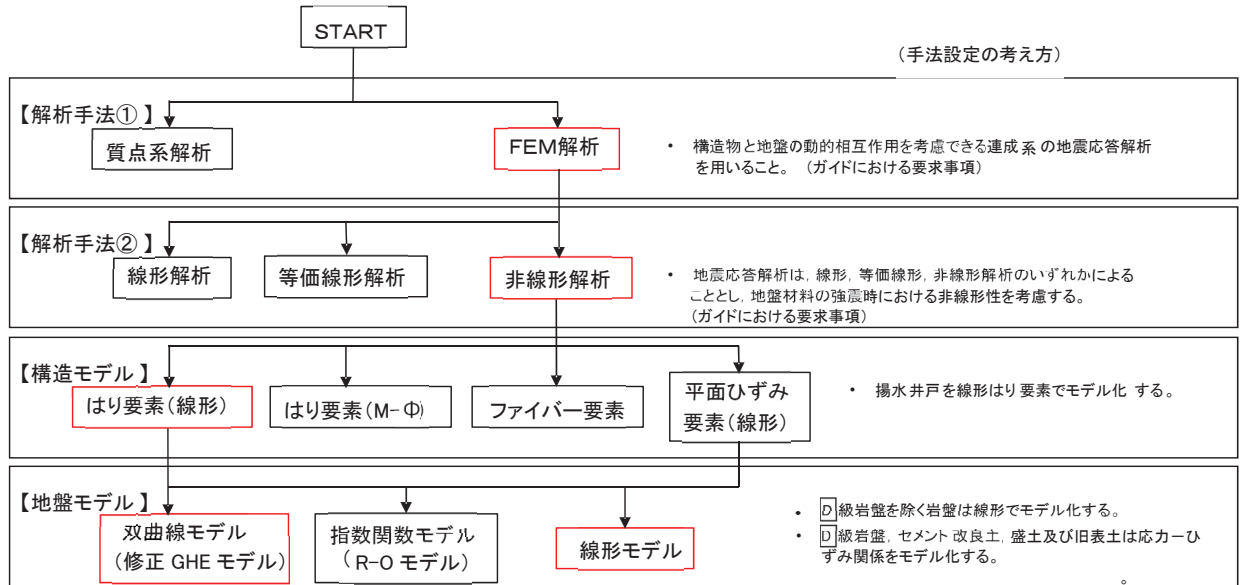 START
(手法設定の考え方)
【解析手法①】
質点系解析
FEM解析
・ 構造物と地盤の動的相互作用を考慮できる連成系の地震応答解析
を用いること。 (ガイドにおける要求事項)
【解析手法②】
線形解析
等価線形解析
非線形解析
・ 地震応答解析は, 線形, 等価線形, 非線形解析のいずれかによる
こととし, 地盤材料の強震時における非線形性を考慮する。
(ガイドにおける要求事項)
【構造モデル】
はり要素(線形)
はり要素(M-Φ)
ファイバー要素
平面ひずみ
要素(線形)
・ 揚水井戸を線形はり要素でモデル化する。
【地盤モデル】
双曲線モデル
(修正 GHE モデル)
指数関数モデル
(R-O モデル)
線形モデル
・ D級岩盤を除く岩盤は線形でモデル化する。
・ D級岩盤, セメント改良土, 盛土及び旧表土は応力ーひ
ずみ関係をモデル化する。
。